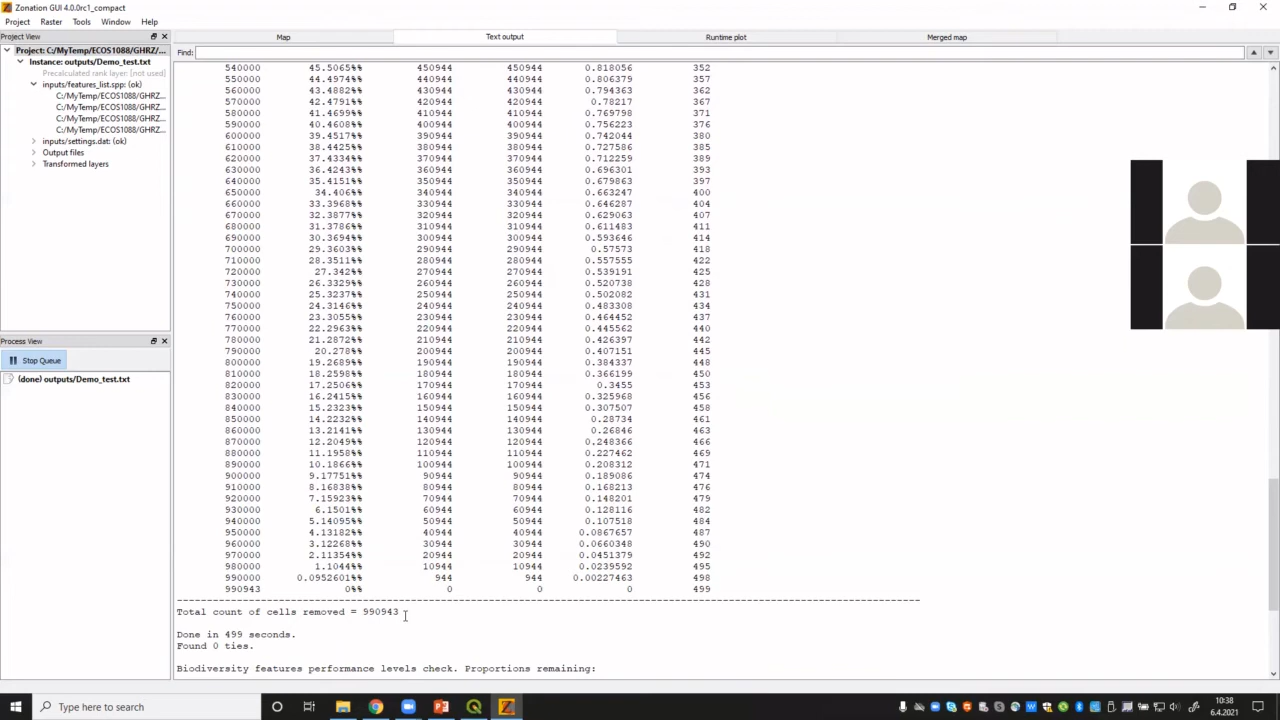 Zonation GUI 4.0.0rc1_compact
Project Raster Tools Window Help
Project View
Project: C:/MyTemp/ECOS1088/GHRZ/...
Instance: outputs/Demo_test.txt
Precalculated rank layer: [not used]
inputs/features_list.spp: (ok)
C:/MyTemp/ECOS1088/GHRZ...
C:/MyTemp/ECOS1088/GHRZ...
C:/MyTemp/ECOS1088/GHRZ...
C:/MyTemp/ECOS1088/GHRZ...
inputs/settings.dat: (ok)
Output files
Transformed layers
Process View
Stop Queue
(done) outputs/Demo_test.txt
Map Text output Runtime plot Merged map
Find:
540000 45.5065%% 450944 450944 0.818056 352
550000 44.4974%% 440944 440944 0.806379 357
560000 43.4882%% 430944 430944 0.794363 362
570000 42.4791%% 420944 420944 0.78217 367
580000 41.4699%% 410944 410944 0.769798 371
590000 40.4608%% 400944 400944 0.756223 376
600000 39.4517%% 390944 390944 0.742044 380
610000 38.4425%% 380944 380944 0.727586 385
620000 37.4334%% 370944 370944 0.712259 389
630000 36.4243%% 360944 360944 0.696301 393
640000 35.4151%% 350944 350944 0.679863 397
650000 34.406%% 340944 340944 0.663247 400
660000 33.3968%% 330944 330944 0.646287 404
670000 32.3877%% 320944 320944 0.629063 407
680000 31.3786%% 310944 310944 0.611483 411
690000 30.3694%% 300944 300944 0.593646 414
700000 29.3603%% 290944 290944 0.57573 418
710000 28.3511%% 280944 280944 0.557555 422
720000 27.342%% 270944 270944 0.539191 425
730000 26.3329%% 260944 260944 0.520738 428
740000 25.3237%% 250944 250944 0.502082 431
750000 24.3146%% 240944 240944 0.483308 434
760000 23.3055%% 230944 230944 0.464452 437
770000 22.2963%% 220944 220944 0.445562 440
780000 21.2872%% 210944 210944 0.426397 442
790000 20.278%% 200944 200944 0.407151 445
800000 19.2689%% 190944 190944 0.384337 448
810000 18.2598%% 180944 180944 0.366199 450
820000 17.2506%% 170944 170944 0.3455 453
830000 16.2415%% 160944 160944 0.325968 456
840000 15.2323%% 150944 150944 0.307507 458
850000 14.2232%% 140944 140944 0.28734 461
860000 13.2141%% 130944 130944 0.26846 463
870000 12.2049%% 120944 120944 0.248366 466
880000 11.1958%% 110944 110944 0.227462 469
890000 10.1866%% 100944 100944 0.208312 471
900000 9.17751%% 90944 90944 0.189086 474
910000 8.16838%% 80944 80944 0.168213 476
920000 7.15923%% 70944 70944 0.148201 479
930000 6.1501%% 60944 60944 0.128116 482
940000 5.14095%% 50944 50944 0.107518 484
950000 4.13182%% 40944 40944 0.0867657 487
960000 3.12268%% 30944 30944 0.0660348 490
970000 2.11354%% 20944 20944 0.0451379 492
980000 1.1044%% 10944 10944 0.0239592 495
990000 0.0952601%% 944 944 0.00227463 498
990943 0%% 0 0 0 499
Total count of cells removed = 990943
Done in 499 seconds.
Found 0 ties.
Biodiversity features performance levels check. Proportions remaining:
Type here to search
10:38
6.4.2021